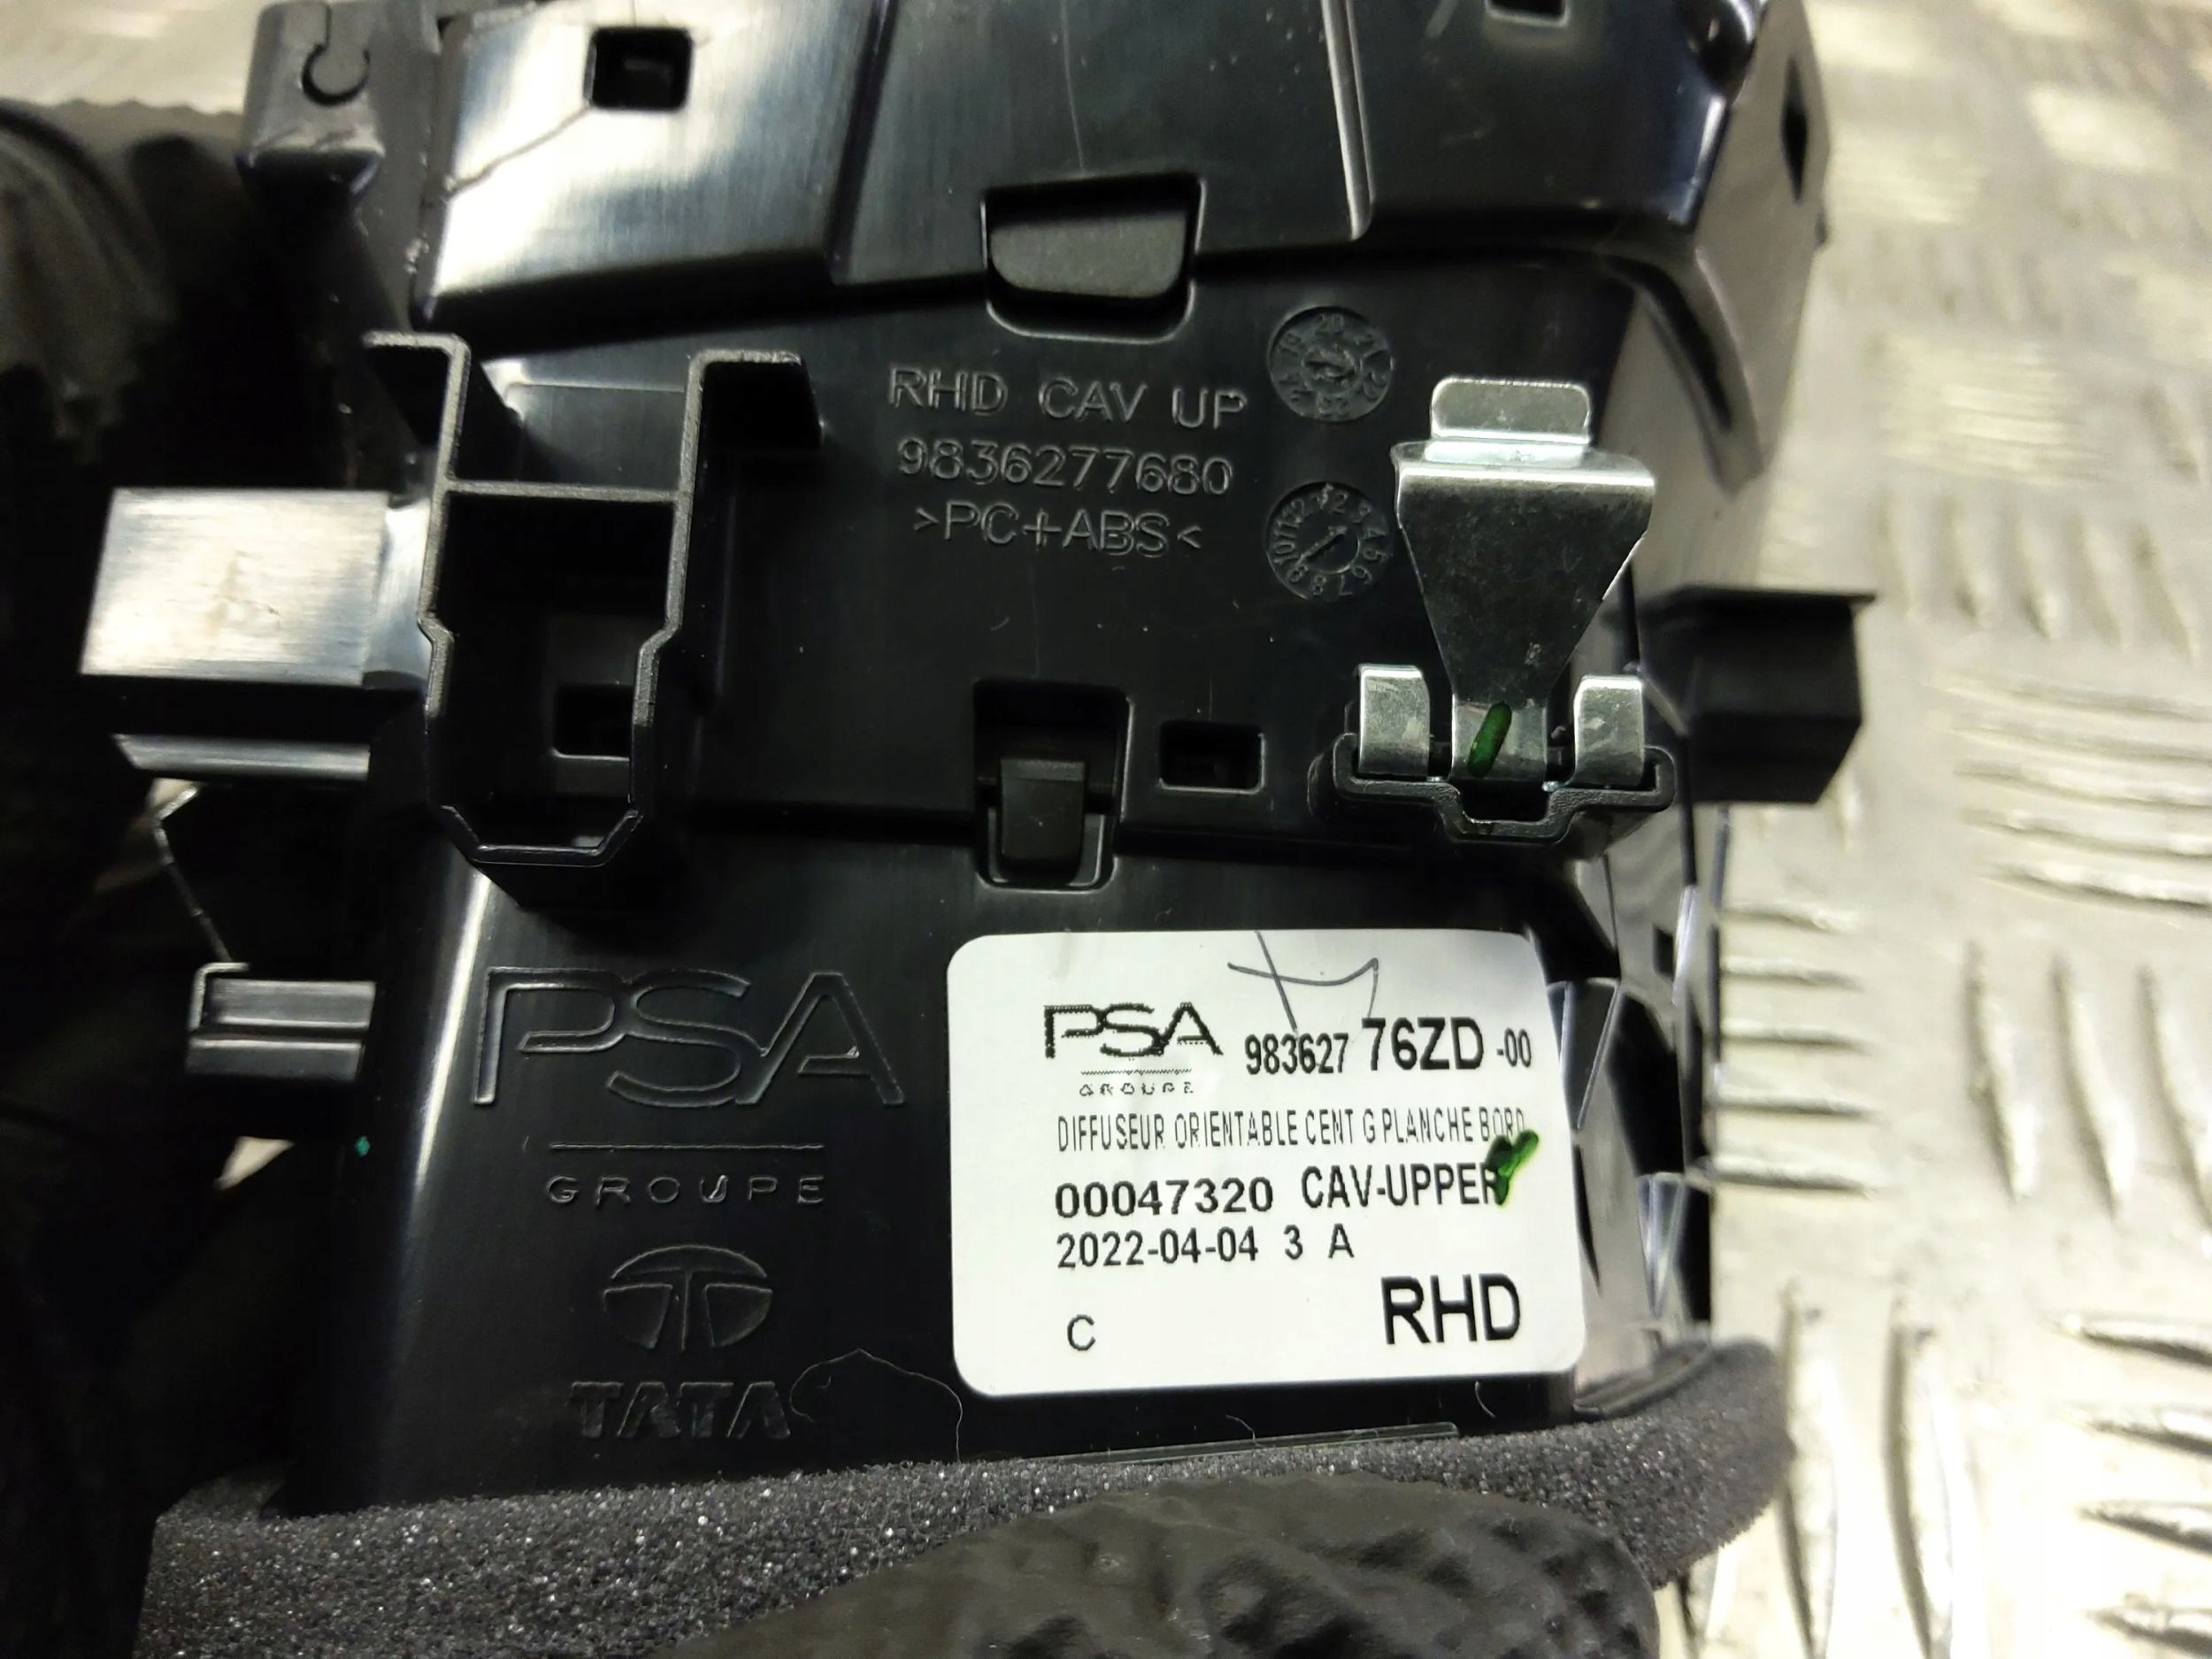 RHD CAV UP
9836277680
>PC+ABS<
PSA
GROUPE
TATA
PSA
GROUPE
983627 76ZD -00
DIFFUSEUR ORIENTABLE CENT G PLANCHE BORD
00047320 CAV-UPPER
2022-04-04 3 A
C
RHD